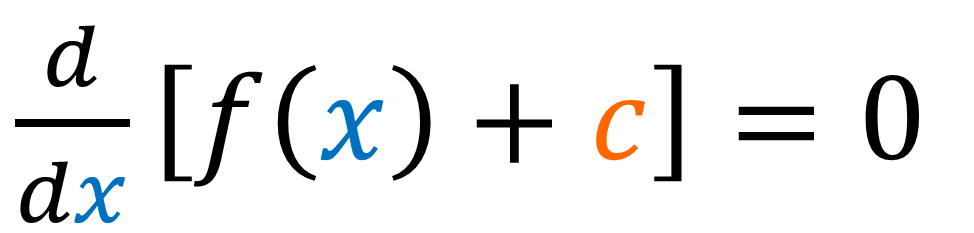 d/dx [f(x) + c] = 0